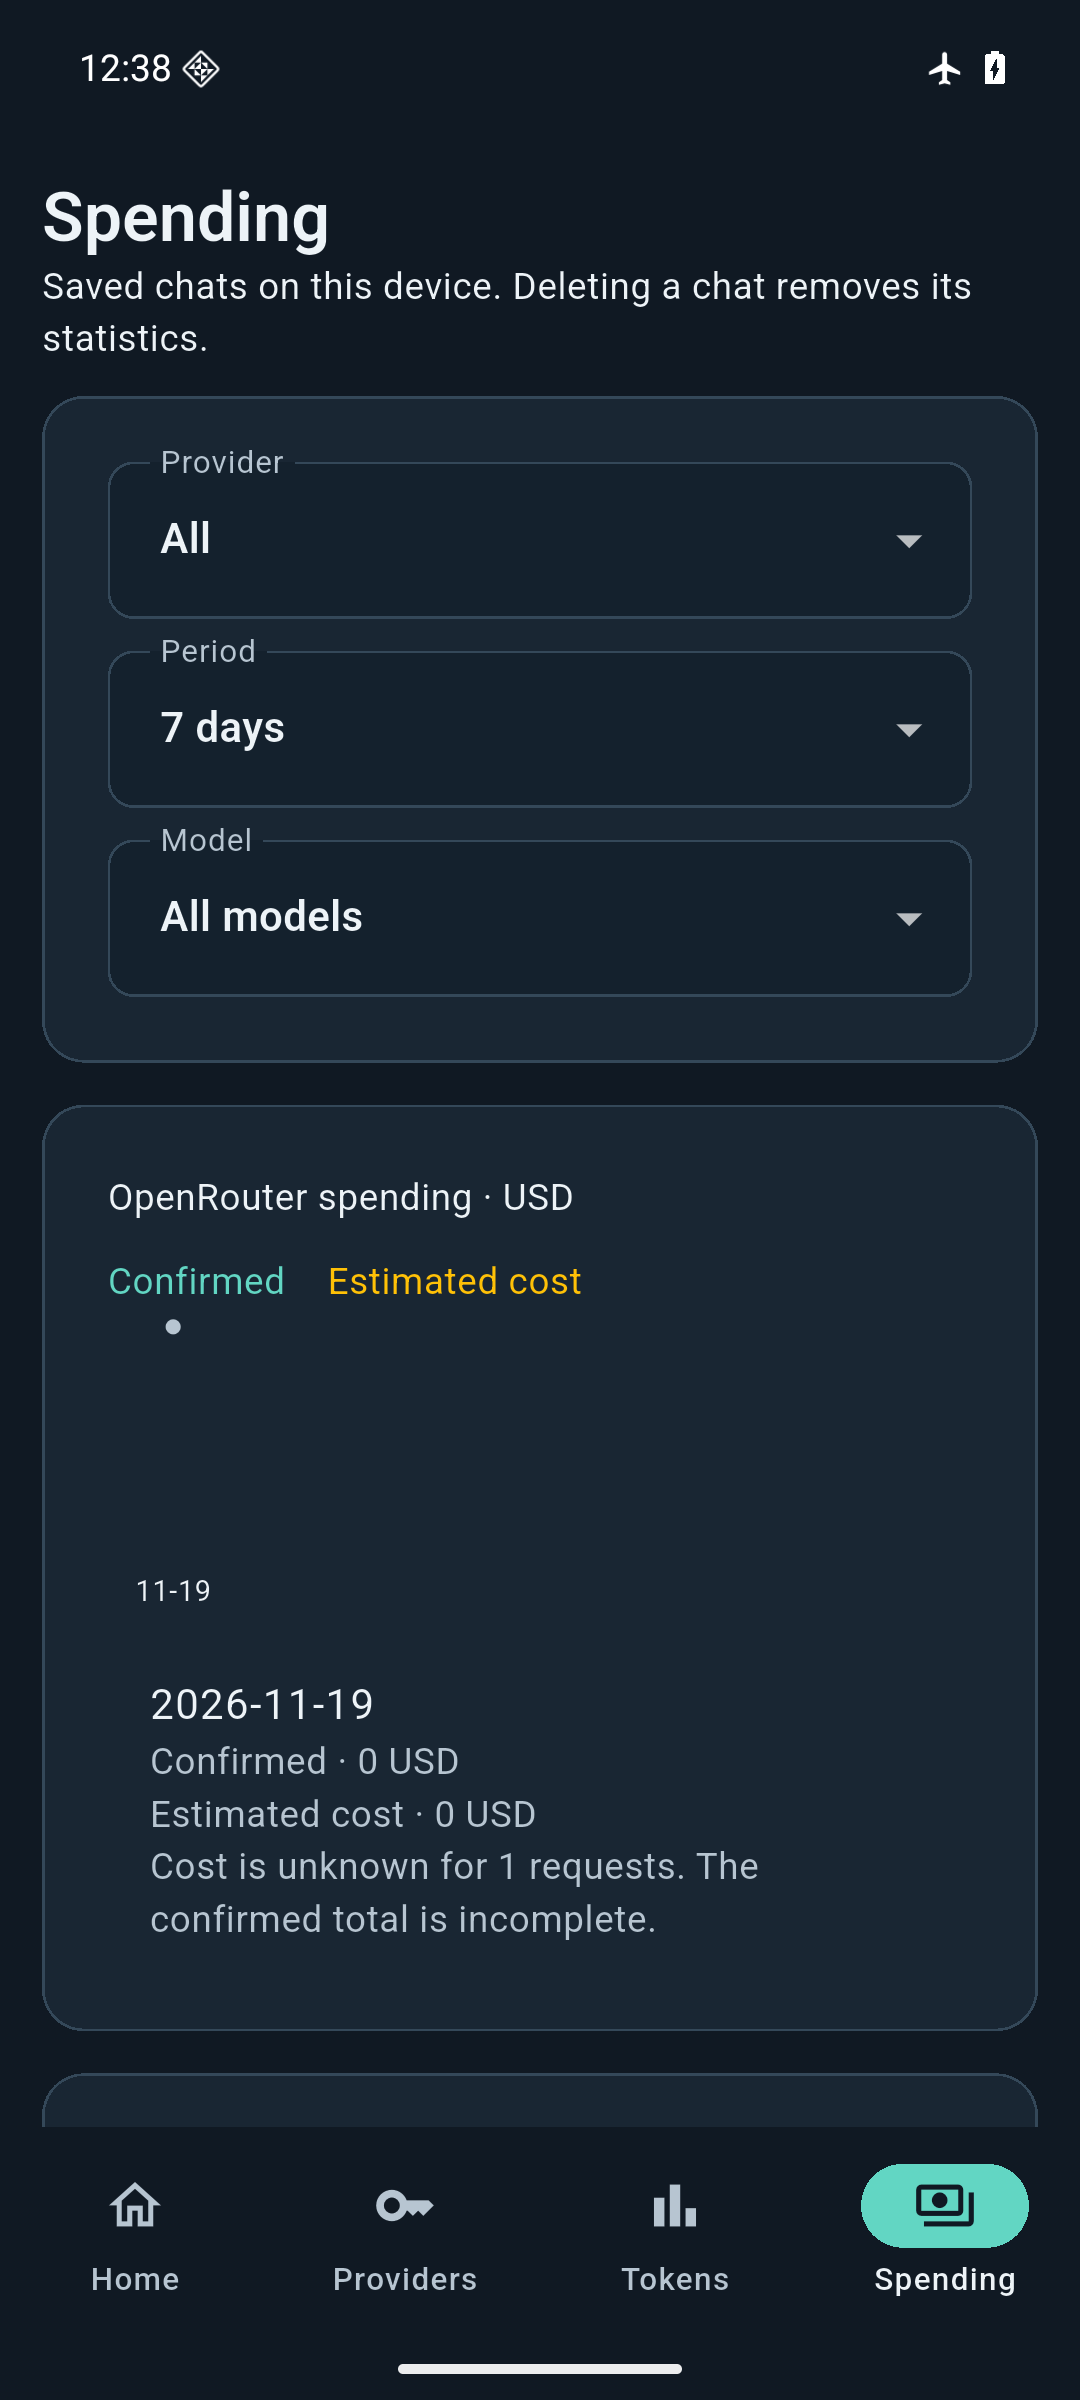 12:38
Spending
Saved chats on this device. Deleting a chat removes its
statistics.
Provider
All
Period
7 days
Model
All models
OpenRouter spending · USD
Confirmed Estimated cost
11-19
2026-11-19
Confirmed · 0 USD
Estimated cost · 0 USD
Cost is unknown for 1 requests. The
confirmed total is incomplete.
Home Providers Tokens Spending